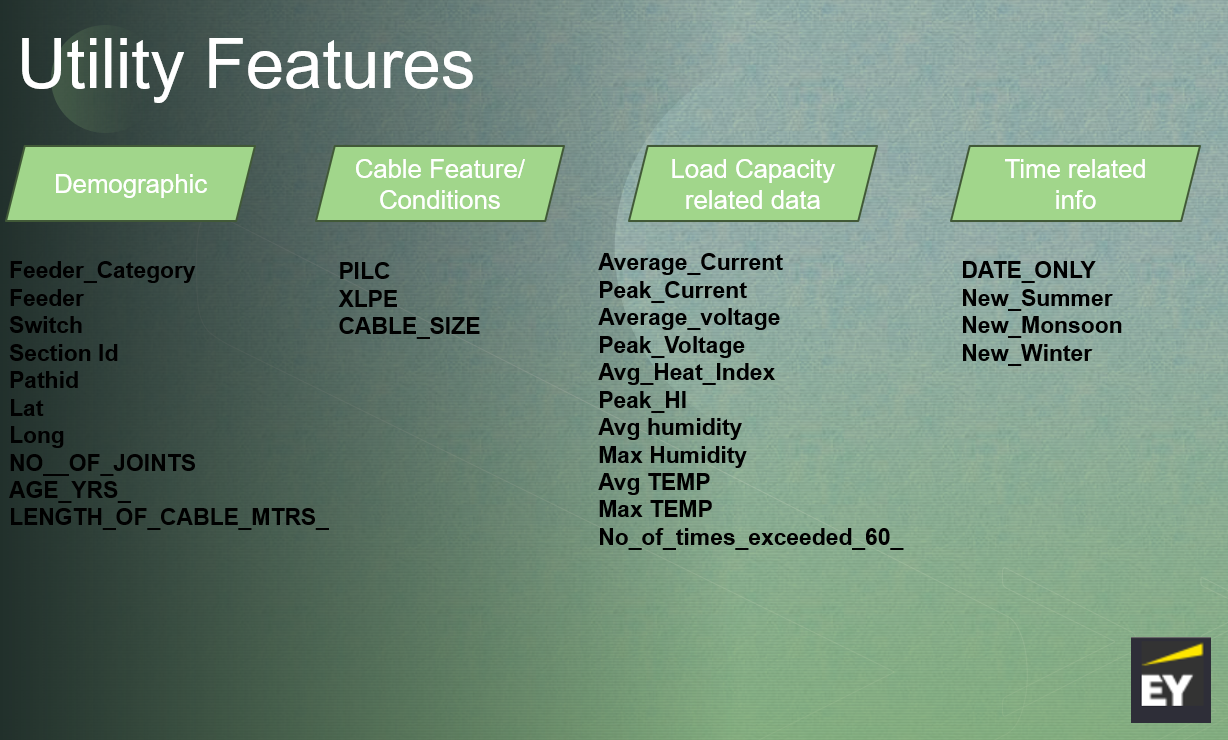 Utility Features
Demographic
Feeder_Category
Feeder
Switch
Section Id
Pathid
Lat
Long
NO__OF_JOINTS
AGE_YRS_
LENGTH_OF_CABLE_MTRS_
Cable Feature/
Conditions
PILC
XLPE
CABLE_SIZE
Load Capacity
related data
Average_Current
Peak_Current
Average_voltage
Peak_Voltage
Avg_Heat_Index
Peak_HI
Avg humidity
Max Humidity
Avg TEMP
Max TEMP
No_of_times_exceeded_60_
Time related
info
DATE_ONLY
New_Summer
New_Monsoon
New_Winter
EY